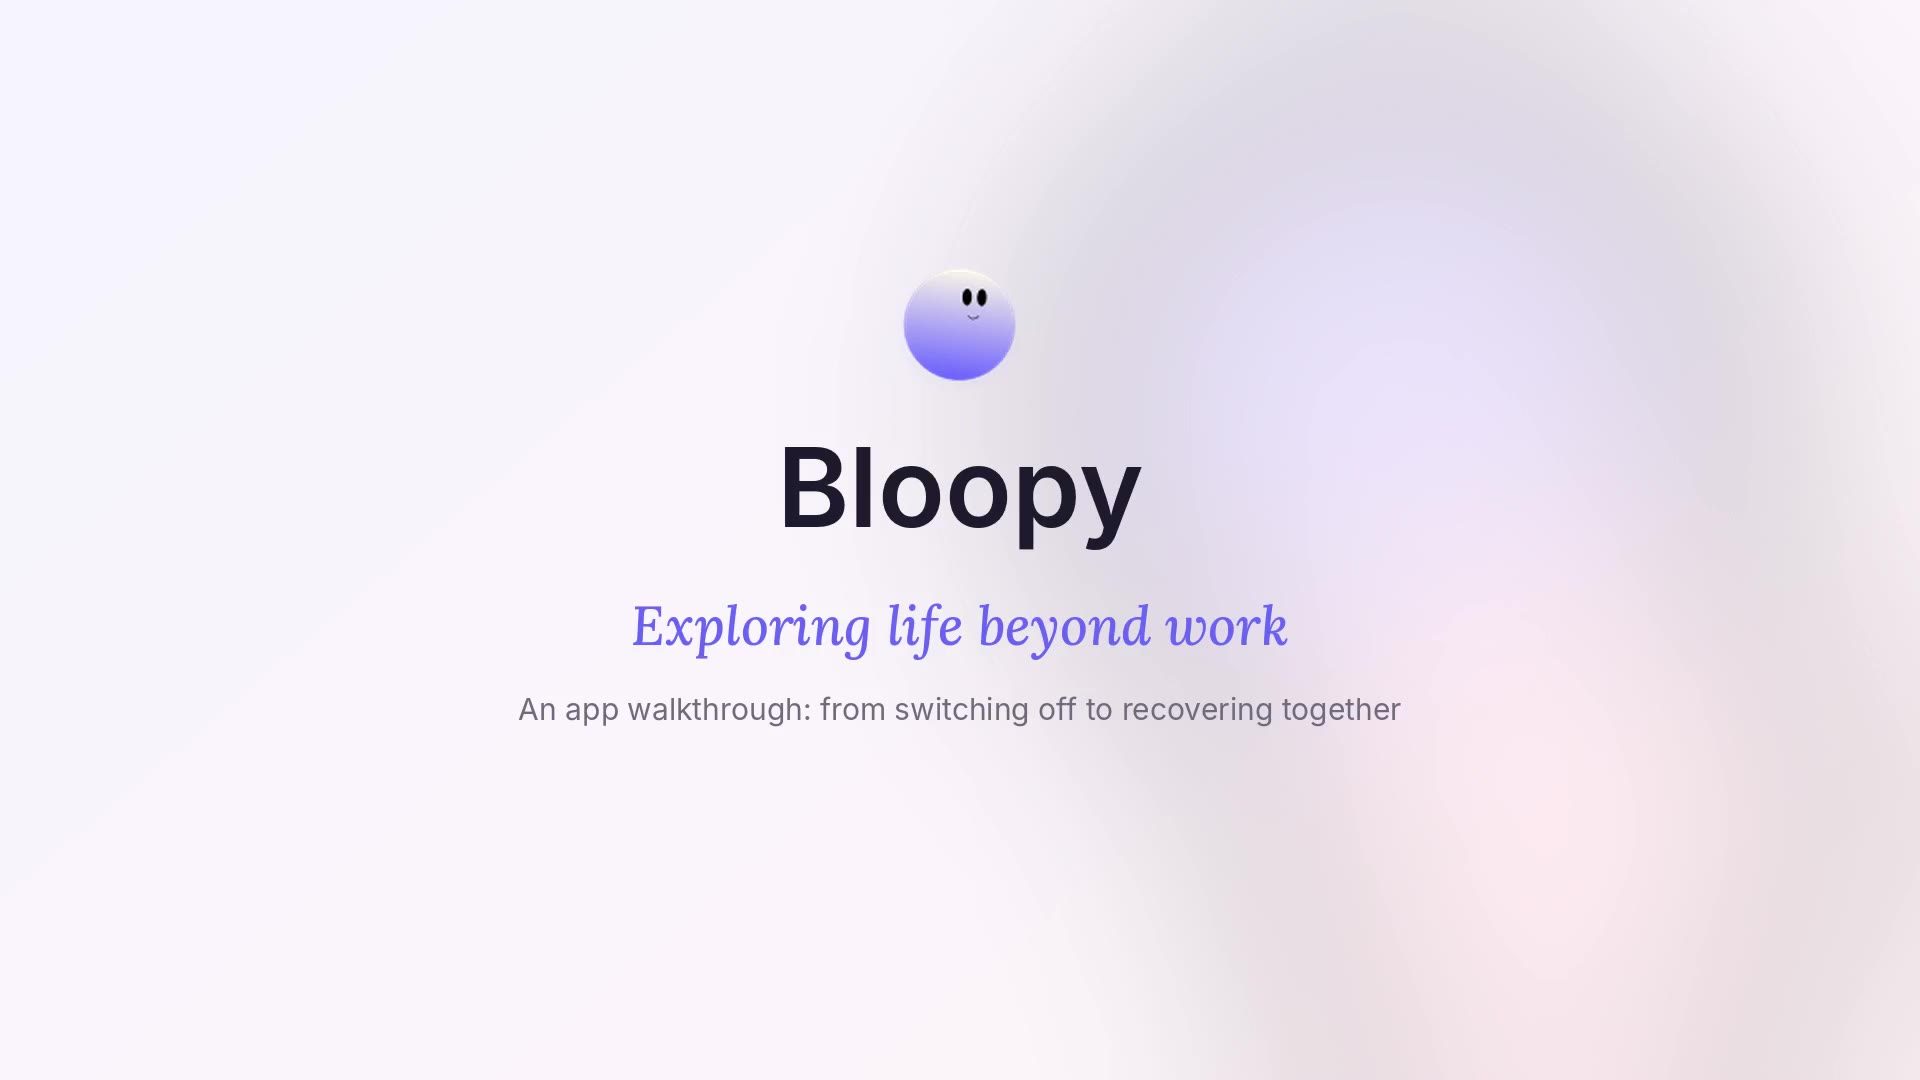 Bloopy
Exploring life beyond work
An app walkthrough: from switching off to recovering together